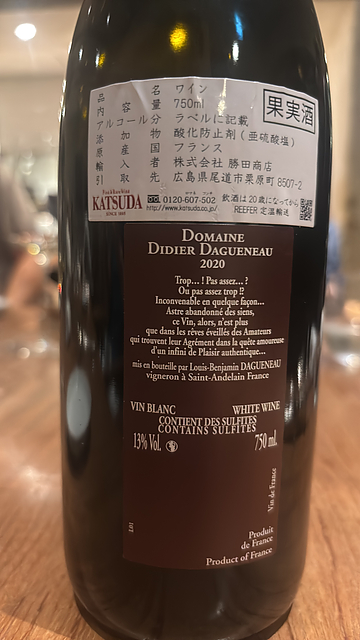 品名 ワイン
内容量 750ml
アルコール分 ラベルに記載
添加物 酸化防止剤(亜硫酸塩)
原産国 フランス
輸入者 株式会社 勝田商店
引取先 広島県尾道市栗原町8507-2
果実酒
KATSUDA
SINCE 1869
0120-607-502
http://www.katsuda.co.jp/
飲酒は20歳になってから
REEFER 定温輸送
DOMAINE
DIDIER DAGUENEAU
2020
Trop... ! Pas assez... ?
Ou pas assez trop !?
Inconvenable en quelque façon...
Astre abandonné des siens,
ce Vin, alors, n'est plus
que dans les rêves éveillés des Amateurs
qui trouvent leur Agrément dans la quête amoureuse
d'un infini de Plaisir authentique...
mis en bouteille par Louis-Benjamin DAGUENEAU
vigneron à Saint-Andelain France
VIN BLANC WHITE WINE
CONTIENT DES SULFITES
CONTAINS SULFITES
13% Vol. 750 ml.
Vin de France
Produit
de France
Product of France